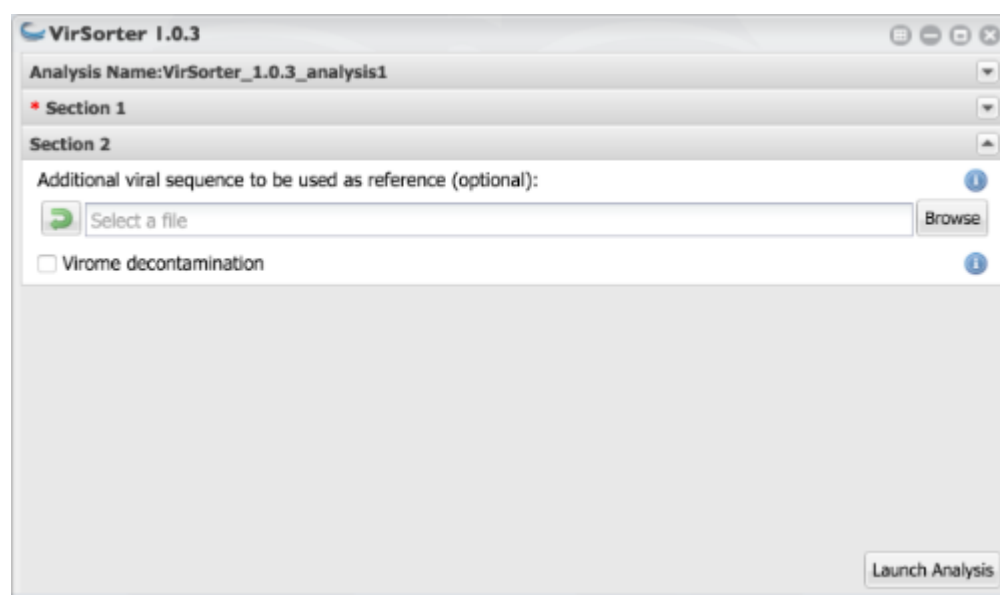 VirSorter 1.0.3
Analysis Name:VirSorter_1.0.3_analysis1
* Section 1
Section 2
Additional viral sequence to be used as reference (optional):
Select a file
Browse
Virome decontamination
Launch Analysis